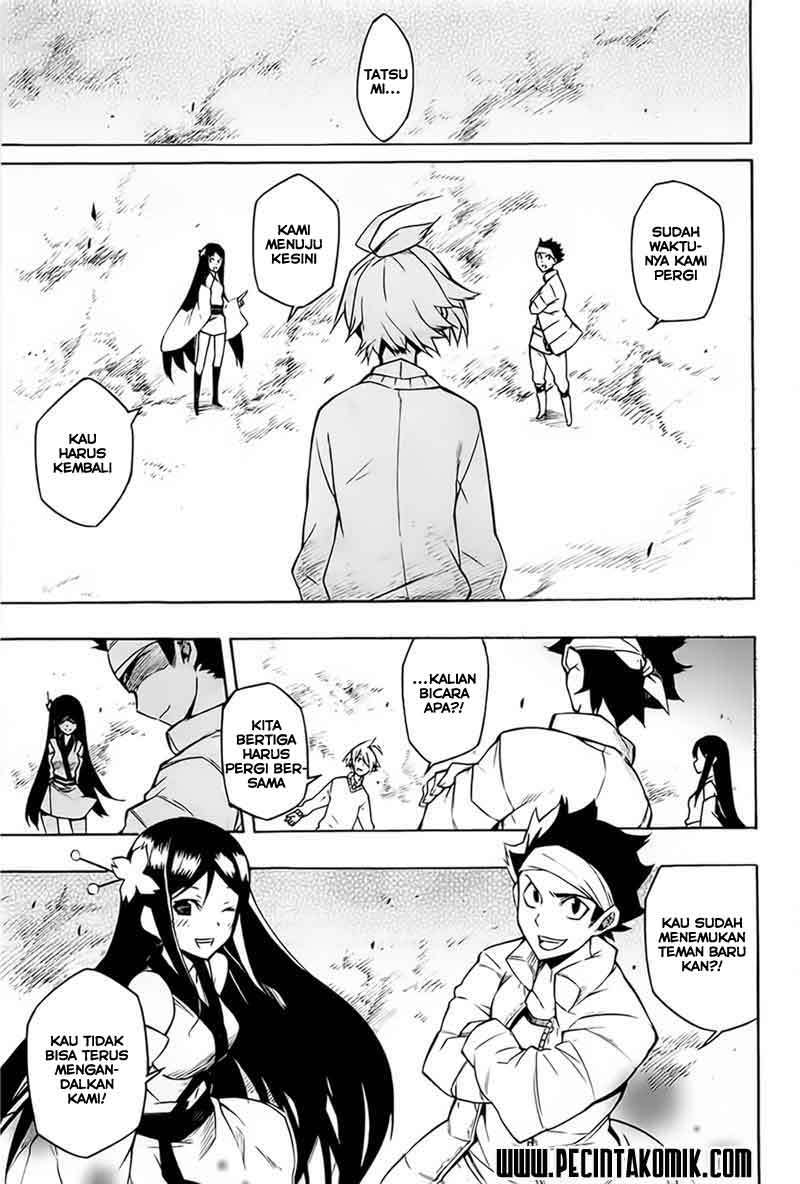 TATSU
MI...
SUDAH
WAKTU-
NYA KAMI
PERGI
KAMI
MENUJU
KESINI
KAU
HARUS
KEMBALI
...KALIAN
BICARA
APA?!
KITA
BERTIGA
HARUS
PERGI BER-
SAMA
KAU SUDAH
MENEMUKAN
TEMAN BARU
KAN?!
KAU TIDAK
BISA TERUS
MENGAN-
DALKAN
KAMI!
WWW.PECINTAKOMIK.COM